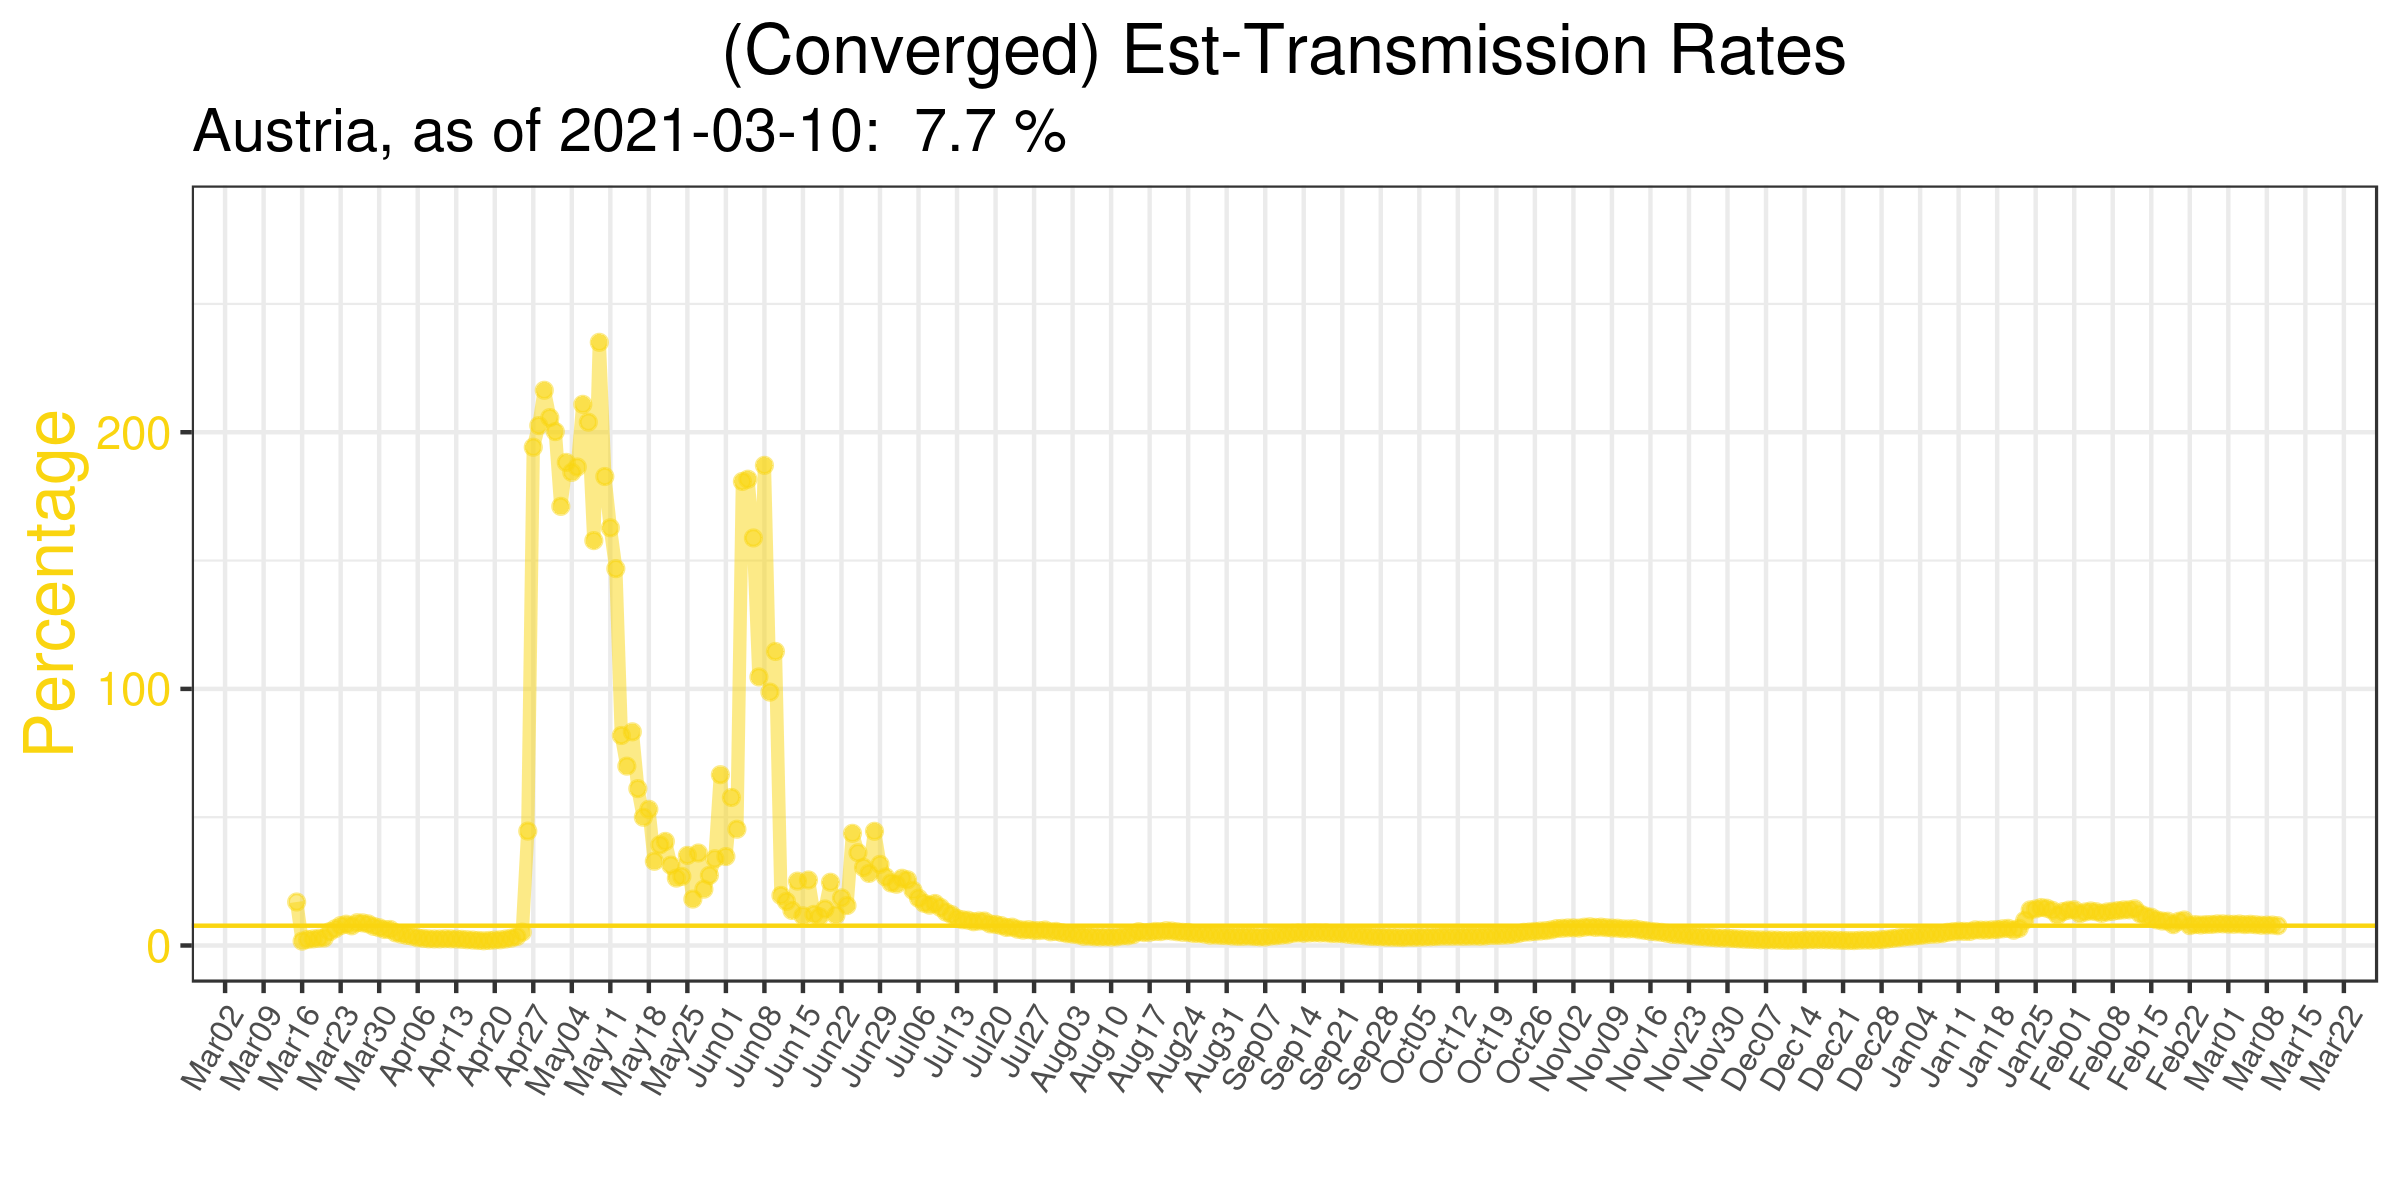 (Converged) Est-Transmission Rates
Austria, as of 2021-03-10:  7.7 %
Percentage
200
100
0
Mar02
Mar09
Mar16
Mar23
Mar30
Apr06
Apr13
Apr20
Apr27
May04
May11
May18
May25
Jun01
Jun08
Jun15
Jun22
Jun29
Jul06
Jul13
Jul20
Jul27
Aug03
Aug10
Aug17
Aug24
Aug31
Sep07
Sep14
Sep21
Sep28
Oct05
Oct12
Oct19
Oct26
Nov02
Nov09
Nov16
Nov23
Nov30
Dec07
Dec14
Dec21
Dec28
Jan04
Jan11
Jan18
Jan25
Feb01
Feb08
Feb15
Feb22
Mar01
Mar08
Mar15
Mar22